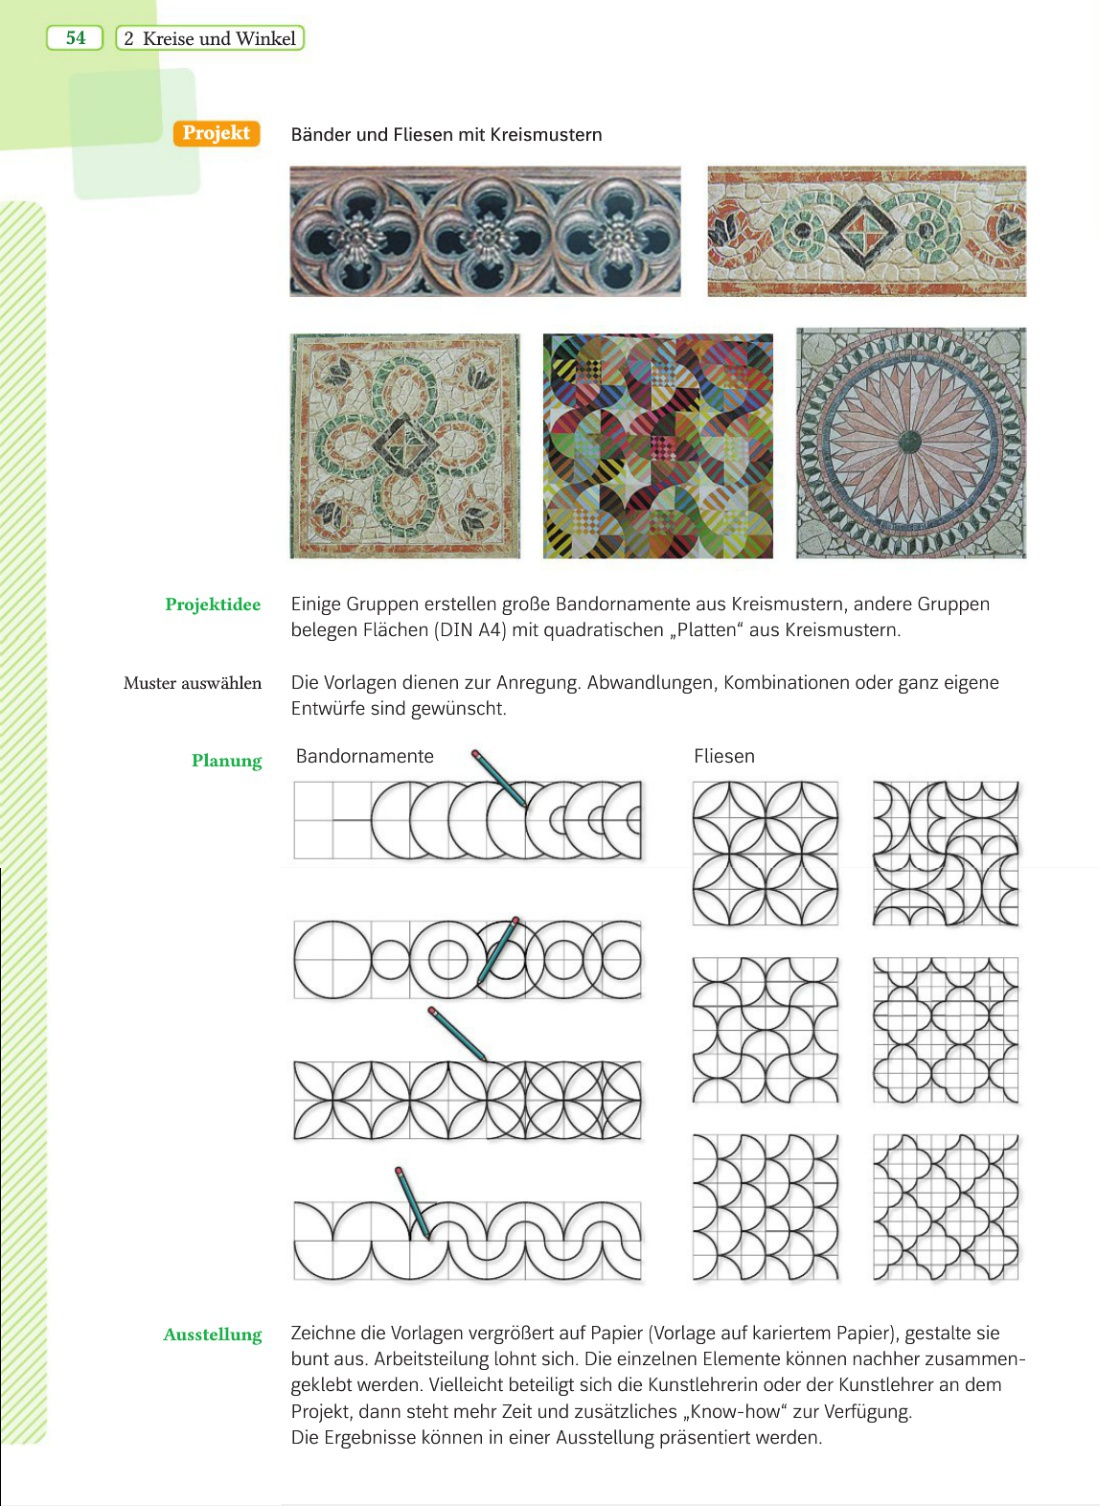 54
2 Kreise und Winkel
Projekt
Bänder und Fliesen mit Kreismustern
Projektidee
Einige Gruppen erstellen große Bandornamente aus Kreismustern, andere Gruppen
belegen Flächen (DIN A4) mit quadratischen „Platten“ aus Kreismustern.
Muster auswählen
Die Vorlagen dienen zur Anregung. Abwandlungen, Kombinationen oder ganz eigene
Entwürfe sind gewünscht.
Planung
Bandornamente
Fliesen
Ausstellung
Zeichne die Vorlagen vergrößert auf Papier (Vorlage auf kariertem Papier), gestalte sie
bunt aus. Arbeitsteilung lohnt sich. Die einzelnen Elemente können nachher zusammen-
geklebt werden. Vielleicht beteiligt sich die Kunstlehrerin oder der Kunstlehrer an dem
Projekt, dann steht mehr Zeit und zusätzliches „Know-how“ zur Verfügung.
Die Ergebnisse können in einer Ausstellung präsentiert werden.